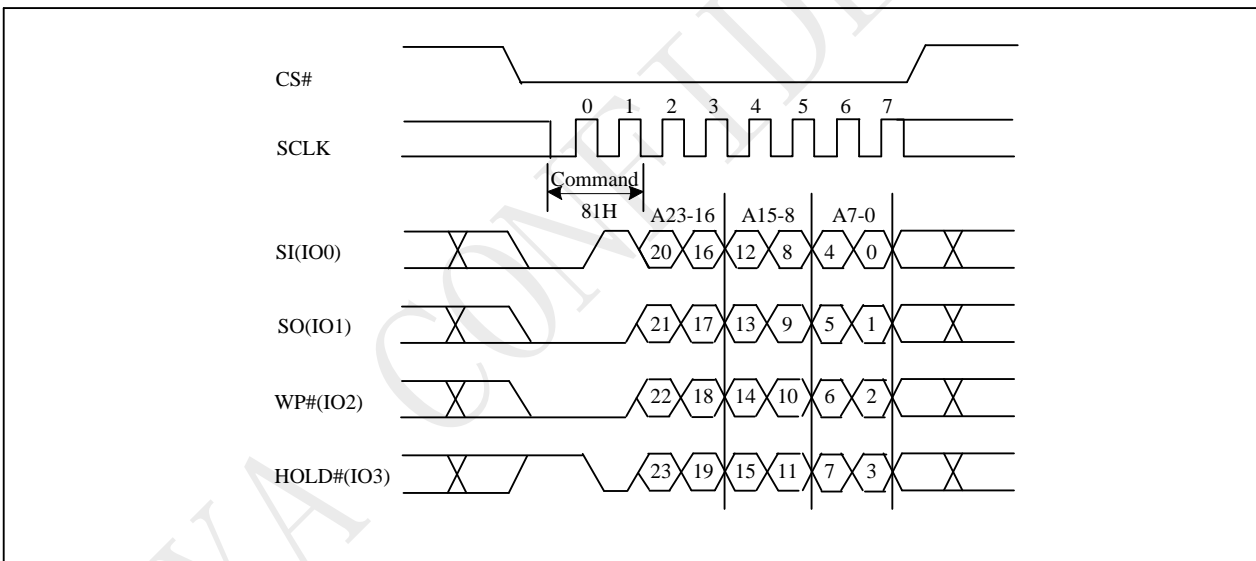 CS#
0 1 2 3 4 5 6 7
SCLK
Command
81H A23-16 A15-8 A7-0
SI(IO0) 20 16 12 8 4 0
SO(IO1) 21 17 13 9 5 1
WP#(IO2) 22 18 14 10 6 2
HOLD#(IO3) 23 19 15 11 7 3